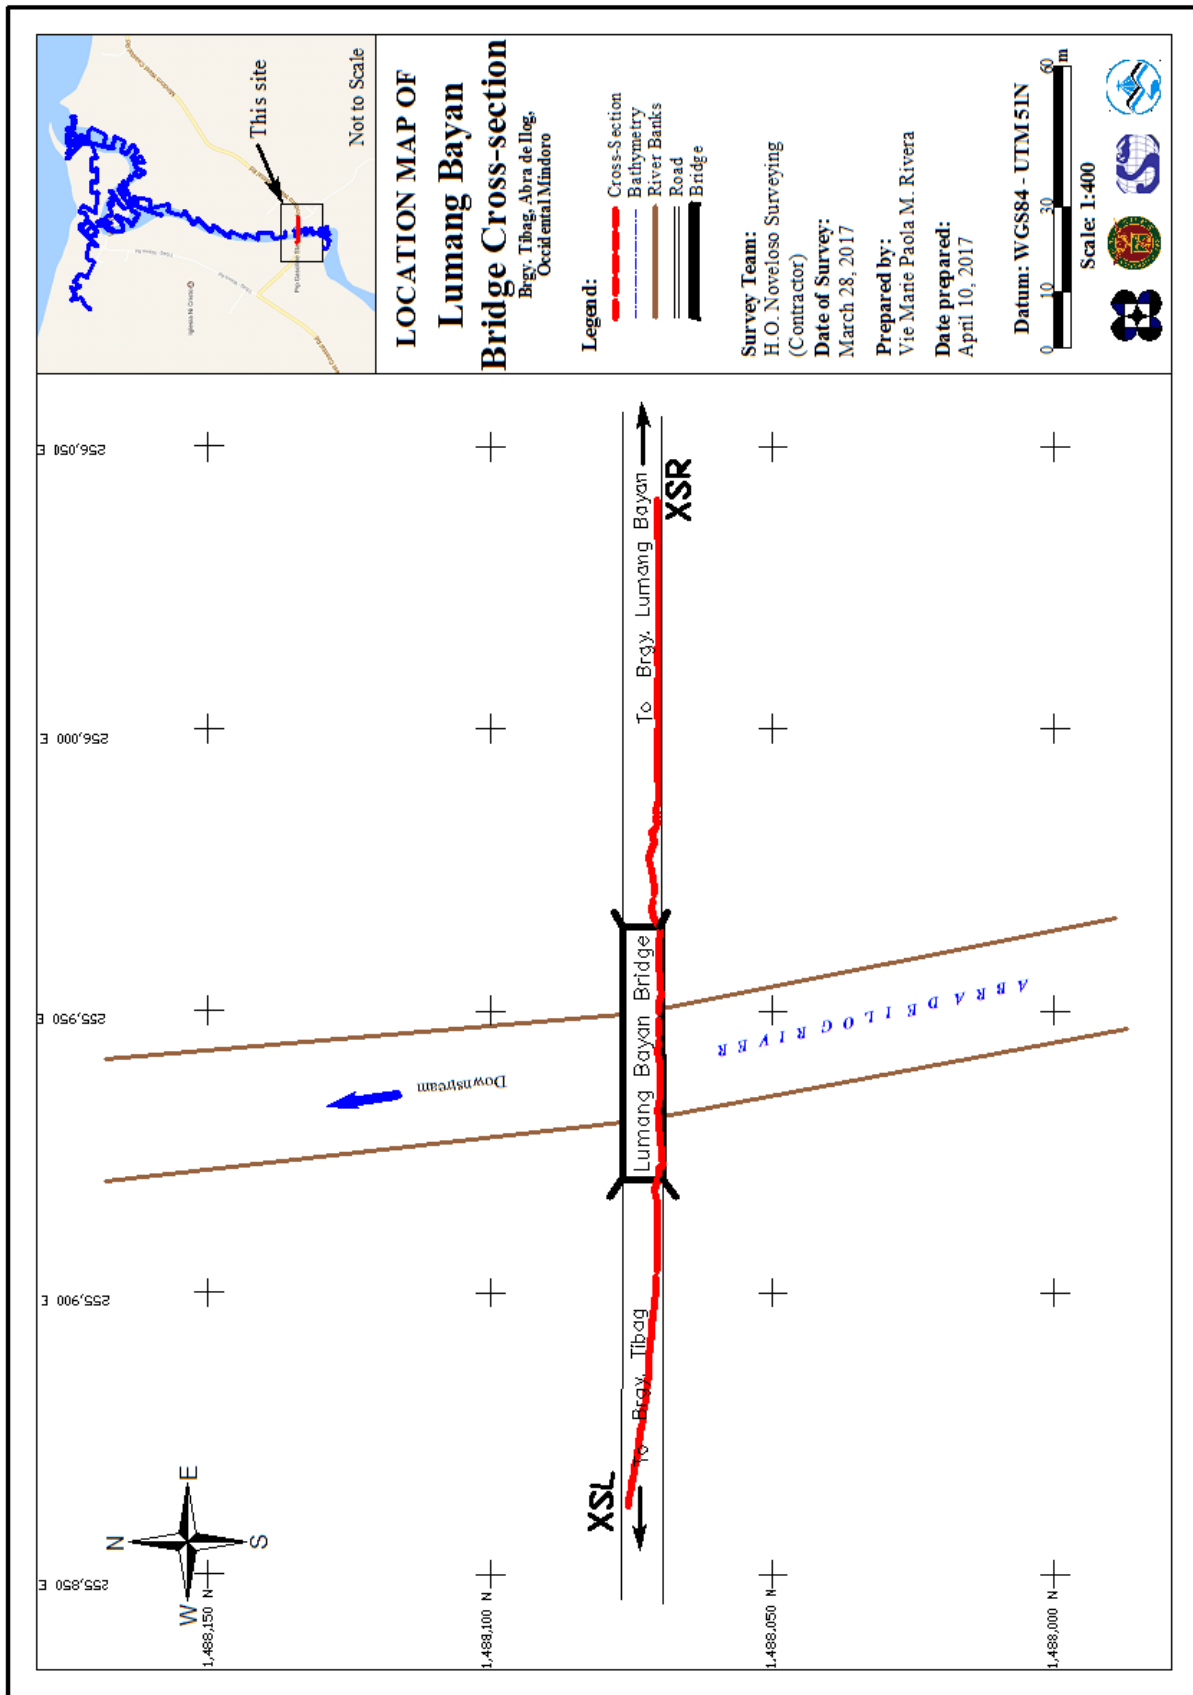 This site
Not to Scale
Iglesia Ni Cristo
LOCATION MAP OF
Lumang Bayan
Bridge Cross-section
Brgy. Tibag, Abra de Ilog,
Occidental Mindoro
Legend:
Cross-Section
Bathymetry
River Banks
Road
Bridge
Survey Team:
H.O. Noveloso Surveying
(Contractor)
Date of Survey:
March 28, 2017
Prepared by:
Vie Marie Paola M. Rivera
Date prepared:
April 10, 2017
Datum: WGS84 - UTM 51N
0 10 30 60 m
Scale: 1:400
N
W E
S
255,850 E
255,900 E
255,950 E
256,000 E
256,050 E
1,488,150 N
1,488,100 N
1,488,050 N
1,488,000 N
Downstream
XSL
To Brgy. Tibag
Lumang Bayan Bridge
To Brgy. Lumang Bayan
XSR
ABRA DE ILOG RIVER